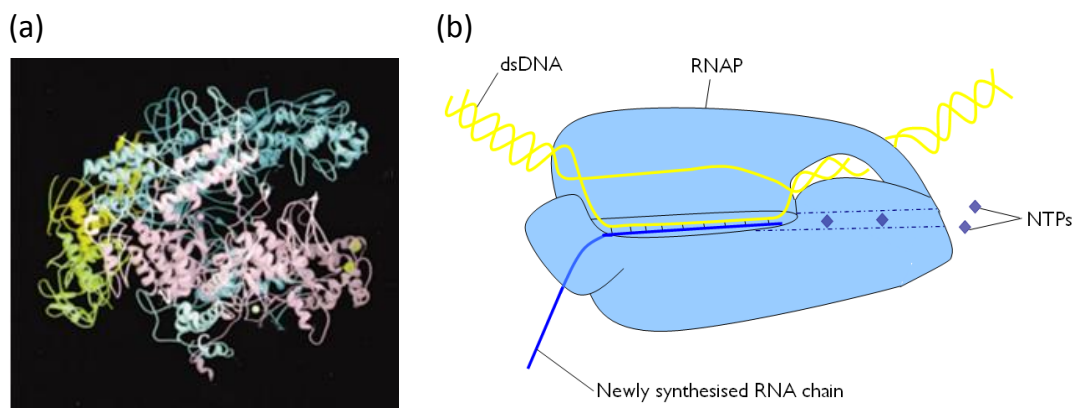 (a)
(b)
dsDNA
RNAP
NTPs
Newly synthesised RNA chain